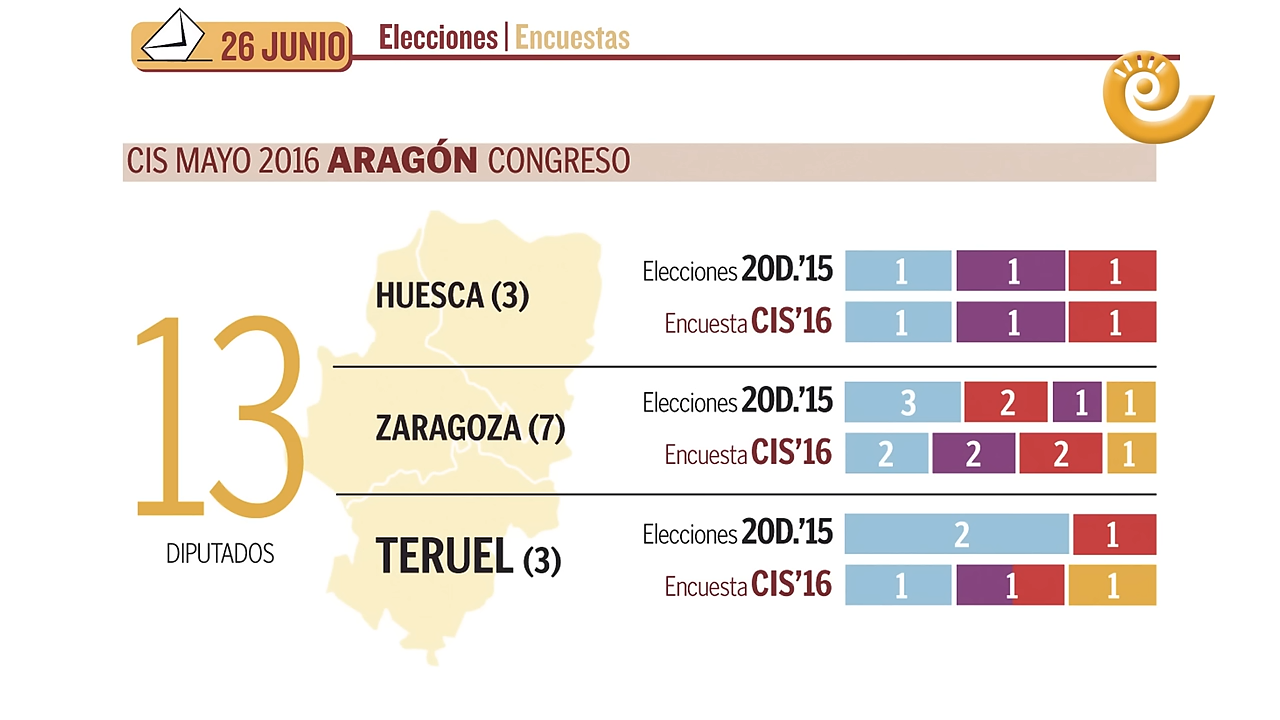 26 JUNIO Elecciones | Encuestas
CIS MAYO 2016 ARAGÓN CONGRESO
13
DIPUTADOS
HUESCA (3)
Elecciones 20D.'15 1 1 1
Encuesta CIS'16 1 1 1
ZARAGOZA (7)
Elecciones 20D.'15 3 2 1 1
Encuesta CIS'16 2 2 2 1
TERUEL (3)
Elecciones 20D.'15 2 1
Encuesta CIS'16 1 1 1